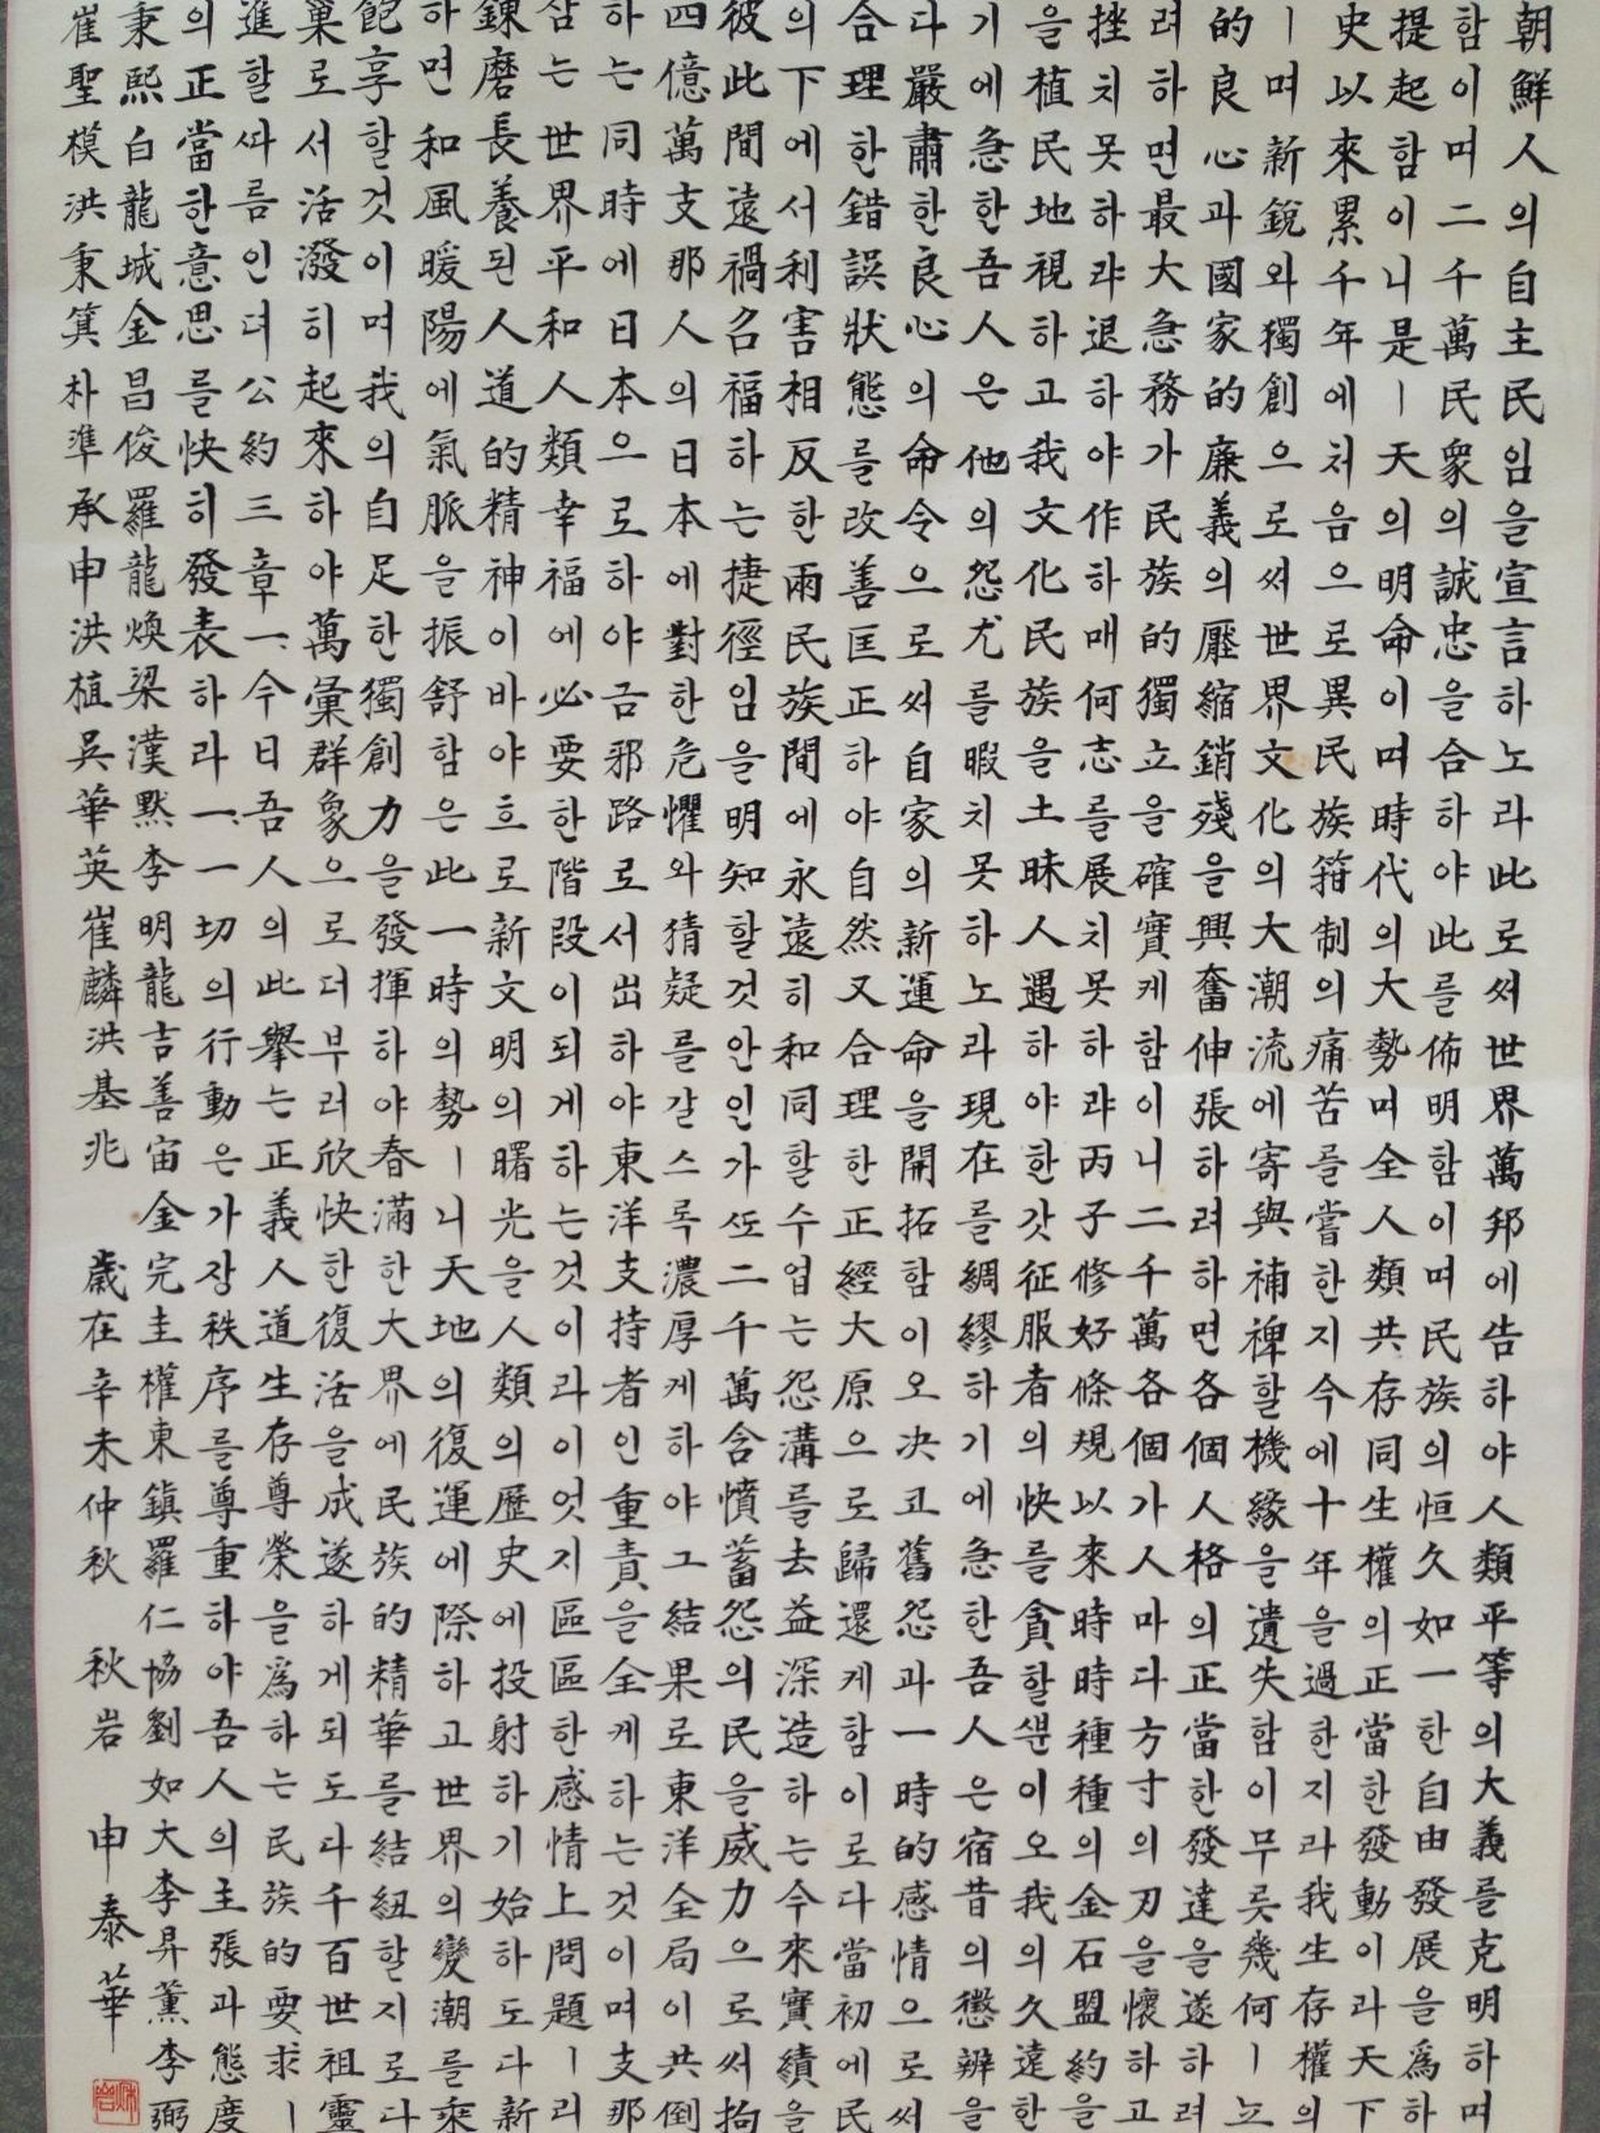 朝鮮人의自主民임을宣言하노라此로써世界萬邦에告하야人類平等의大義를克明하며
함이며二千萬民衆의誠忠을合하야此를佈明함이며民族의恒久如一한自由發展을爲하
提起함이니是ㅣ天의明命이며時代의大勢며全人類共存同生權의正當한發動이라天下
史以來累千年에처음으로異民族箝制의痛苦를嘗한지今에十年을過한지라我生存權의
ㅣ며新銳와獨創으로써世界文化의大潮流에寄與補裨할機緣을遺失함이무릇幾何ㅣ노
的良心과國家的廉義의壓縮銷殘을興奮伸張하려하면各個人格의正當한發達을遂하려
려하면最大急務가民族的獨立을確實케함이니二千萬各個가人마다方寸의刃을懷하고
挫치못하랴退하야作하매何志를展치못하랴丙子修好條規以來時時種種의金石盟約을
을植民地視하고我文化民族을土昧人遇하야한갓征服者의快를貪할ᄲᅮᆫ이오我의久遠한
기에急한吾人은他의怨尤를暇치못하노라現在를綢繆하기에急한吾人은宿昔의懲辨을
다嚴肅한良心의命令으로써自家의新運命을開拓함이오決코舊怨과一時的感情으로써
合理한錯誤狀態를改善匡正하야自然又合理한正經大原으로歸還케함이로다當初에民
의下에서利害相反한兩民族間에永遠히和同할수업는怨溝를去益深造하는今來實績을
彼此間遠禍召福하는捷徑임을明知할것안인가ᄯᅩ二千萬含憤蓄怨의民을威力으로써拘
四億萬支那人의日本에對한危懼와猜疑를갈스록濃厚케하야그結果로東洋全局이共倒
하는同時에日本으로하야금邪路로서出하야東洋支持者인重責을全케하는것이며支那
삼는世界平和人類幸福에必要한階段이되게하는것이라이엇지區區한感情上問題ㅣ리
鍊磨長養된人道的精神이바야흐로新文明의曙光을人類의歷史에投射하기始하도다新
하면和風暖陽에氣脈을振舒함은此一時의勢ㅣ니天地의復運에際하고世界의變潮를乘
飽享할것이며我의自足한獨創力을發揮하야春滿한大界에民族的精華를結紐할지로다
巢로서活潑히起來하야萬彙群象으로더부러欣快한復活을成遂하게되도다千百世祖靈
進할ᄯᅡ름인뎌公約三章一、今日吾人의此擧는正義人道生存尊榮을爲하는民族的要求ㅣ
의正當한意思를快히發表하라一、一切의行動은가장秩序를尊重하야吾人의主張과態度
秉熙白龍城金昌俊羅龍煥梁漢默李明龍吉善宙金完圭權東鎭羅仁協劉如大李昇薰李弼
崔聖模洪秉箕朴準承申洪植吳華英崔麟洪基兆 歲在辛未仲秋 秋岩 申泰華